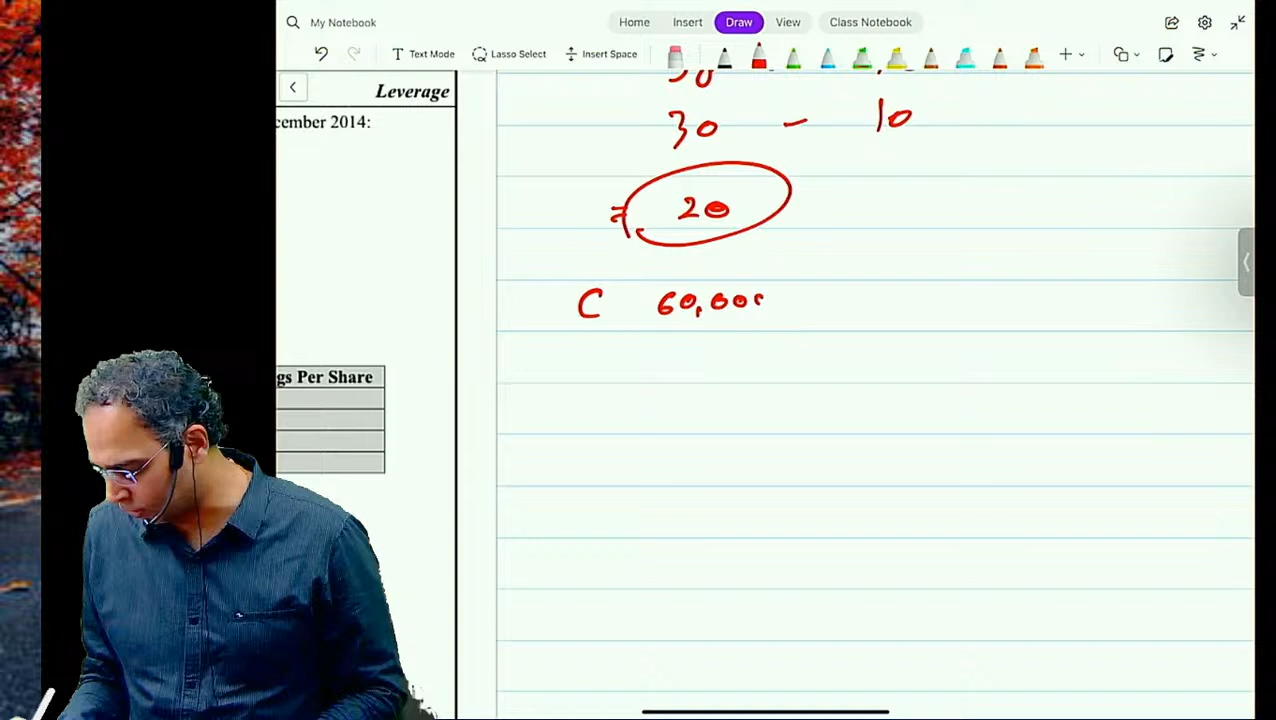 My Notebook
Home Insert Draw View Class Notebook
Text Mode Lasso Select Insert Space
Leverage
cember 2014:
gs Per Share
30 - 10
= 20
C 60,000